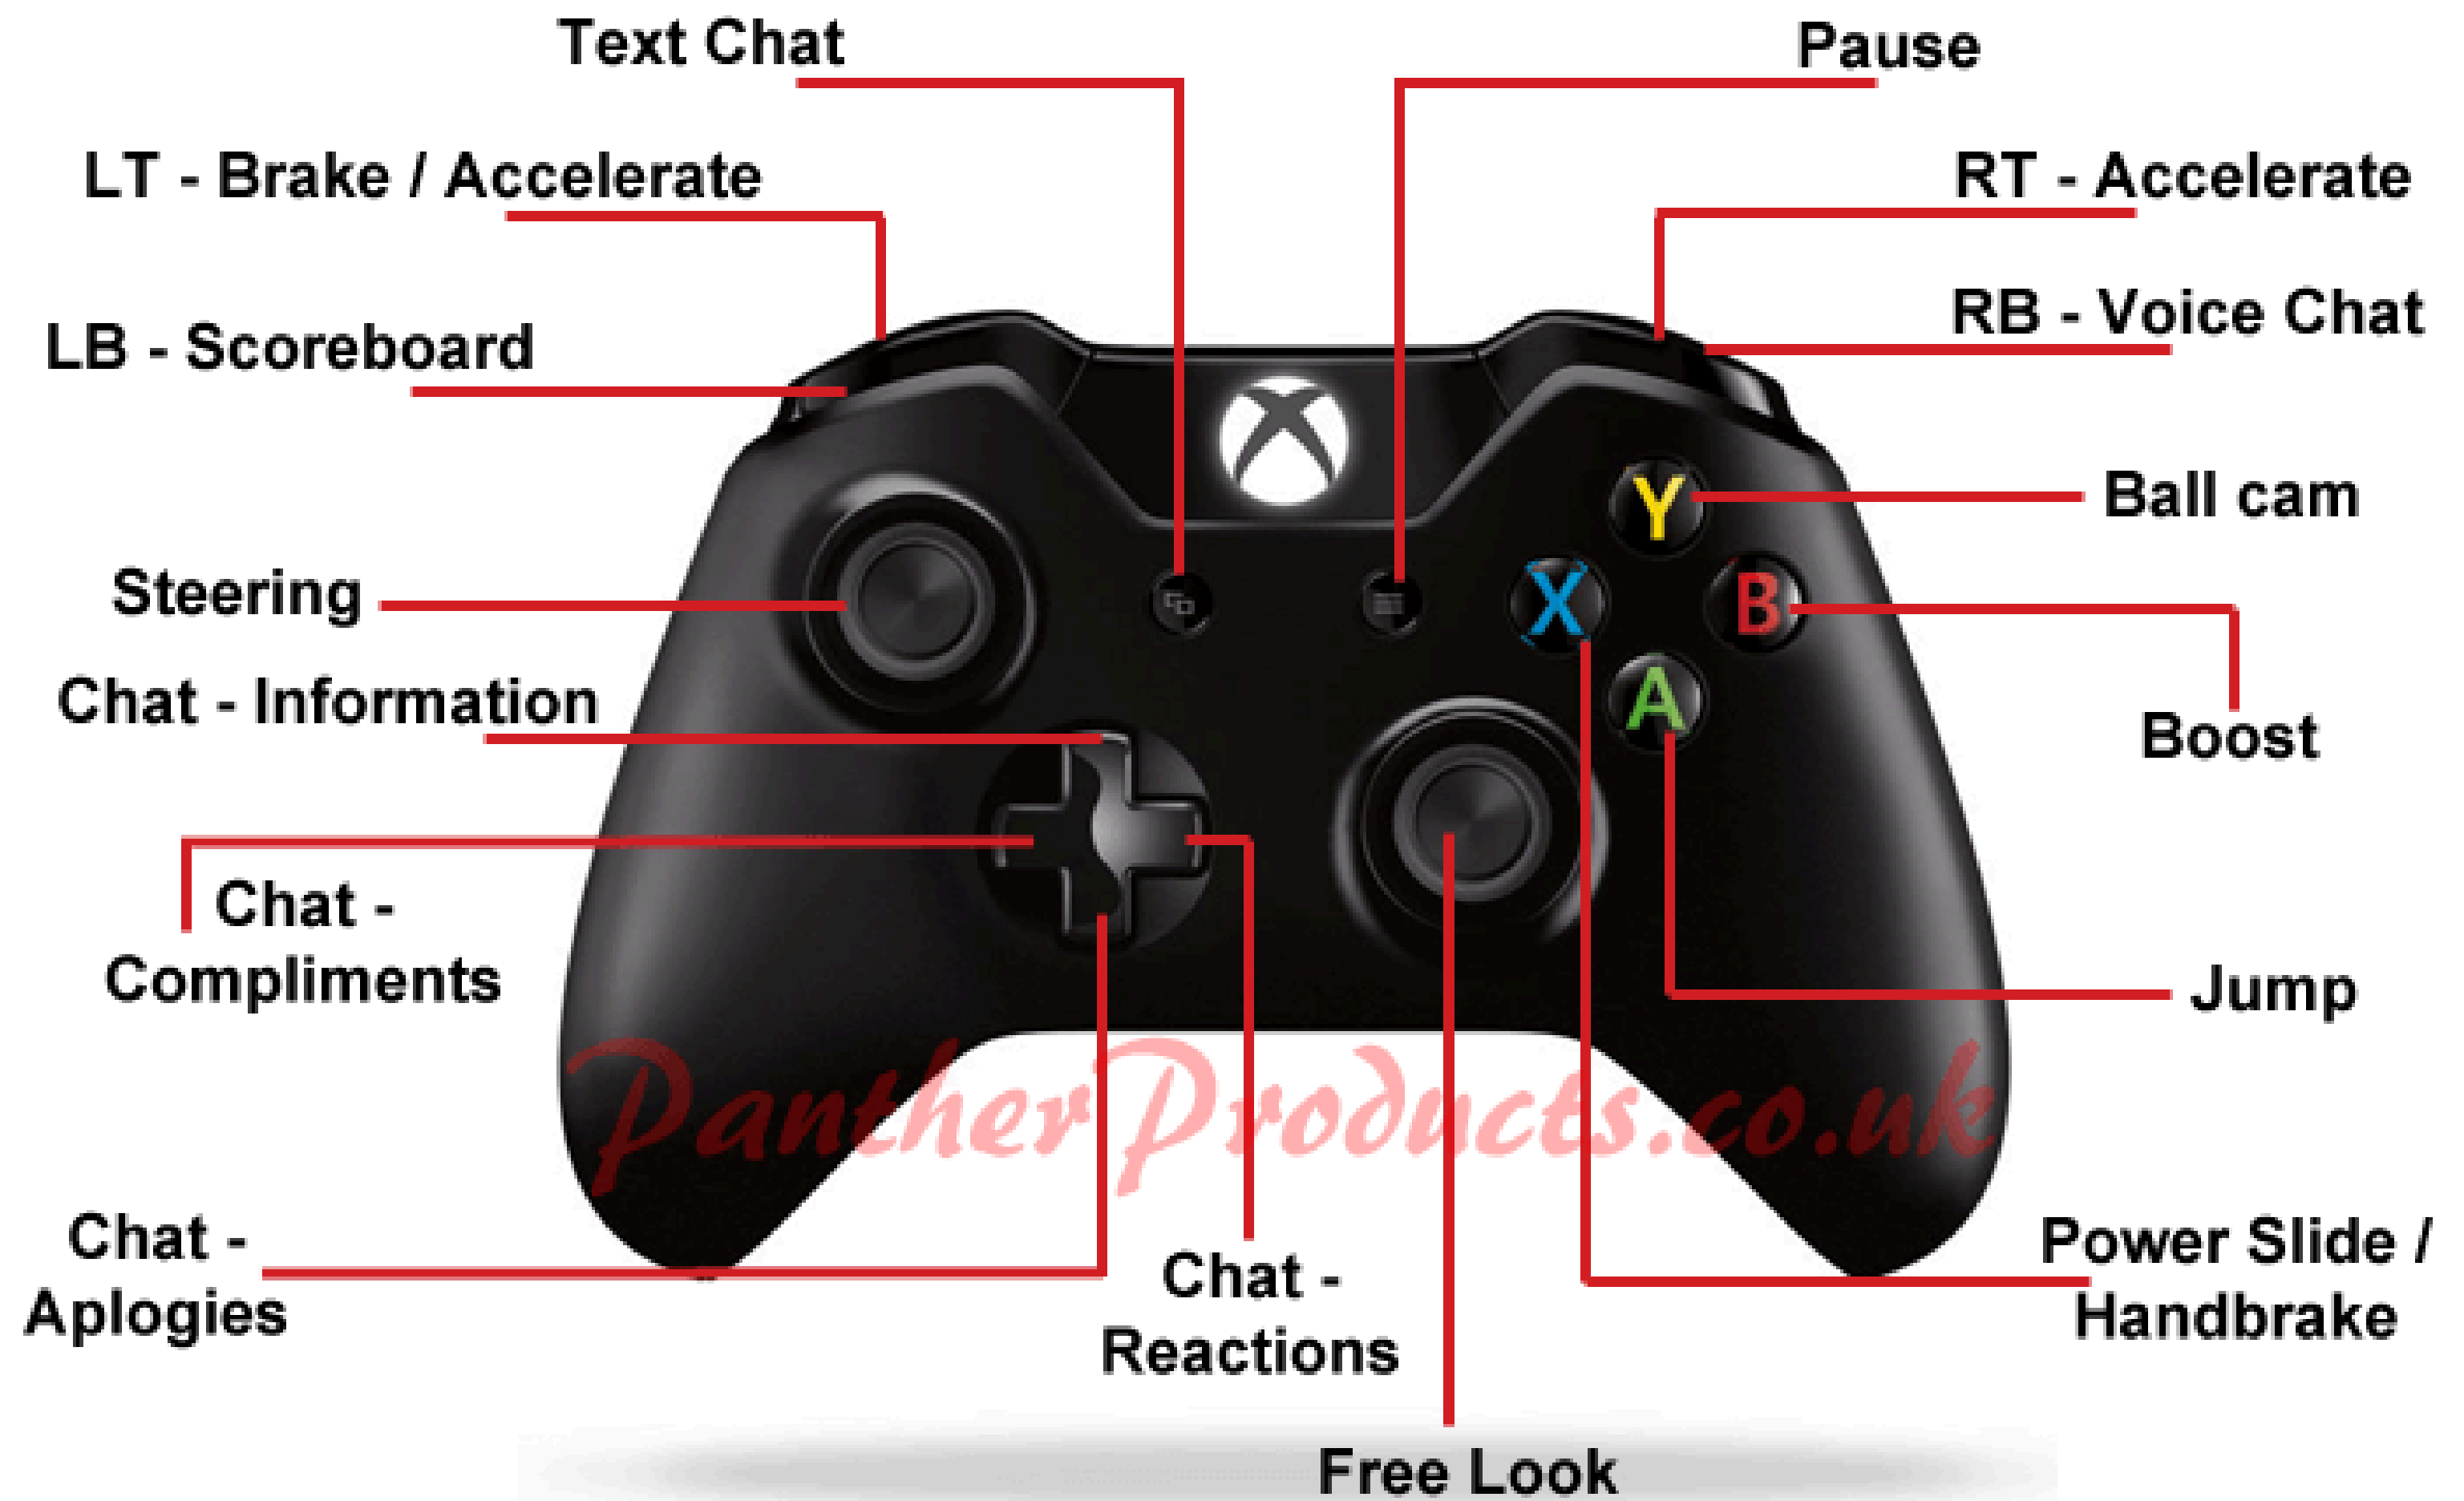 Text Chat
Pause
LT - Brake / Accelerate
RT - Accelerate
RB - Voice Chat
LB - Scoreboard
Y
Ball cam
Steering
X
B
Chat - Information
A
Boost
Chat -
Compliments
Jump
PantherProducts.co.uk
Chat -
Aplogies
Chat -
Reactions
Power Slide /
Handbrake
Free Look